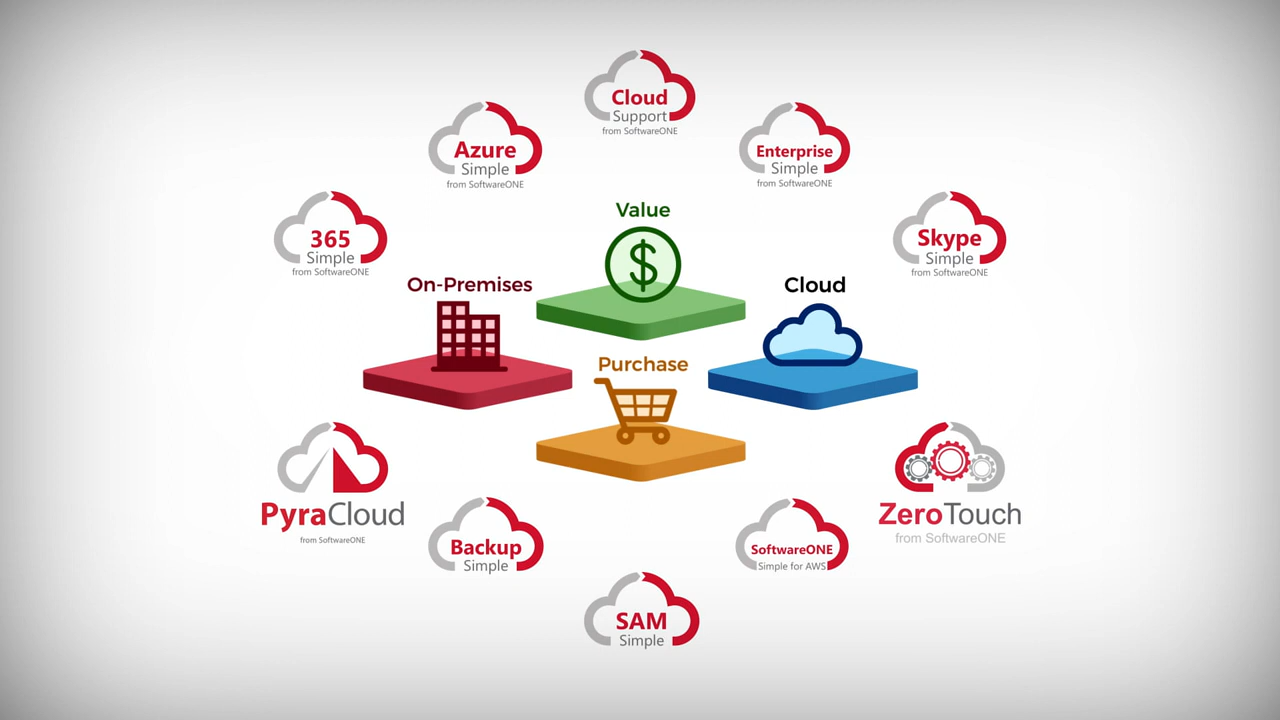 Cloud
Support
from SoftwareONE
Azure
Simple
from SoftwareONE
Enterprise
Simple
from SoftwareONE
365
Simple
from SoftwareONE
Value
$
Skype
Simple
from SoftwareONE
On-Premises
Cloud
Purchase
PyraCloud
from SoftwareONE
ZeroTouch
from SoftwareONE
Backup
Simple
SoftwareONE
Simple for AWS
SAM
Simple